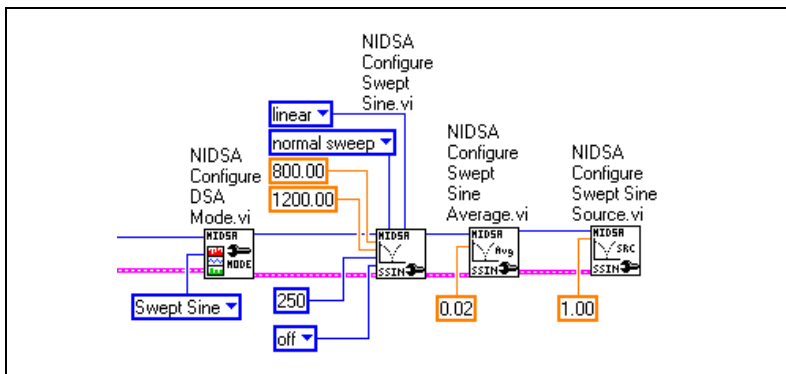 NIDSA
Configure
Swept
Sine.vi
linear
normal sweep
800.00
1200.00
NIDSA
Configure
DSA
Mode.vi
NIDSA
Configure
Swept
Sine
Average.vi
NIDSA
Configure
Swept Sine
Source.vi
NIDSA
MODE
NIDSA
SSIN
NIDSA
Avg
SSIN
NIDSA
SRC
SSIN
Swept Sine
250
off
0.02
1.00